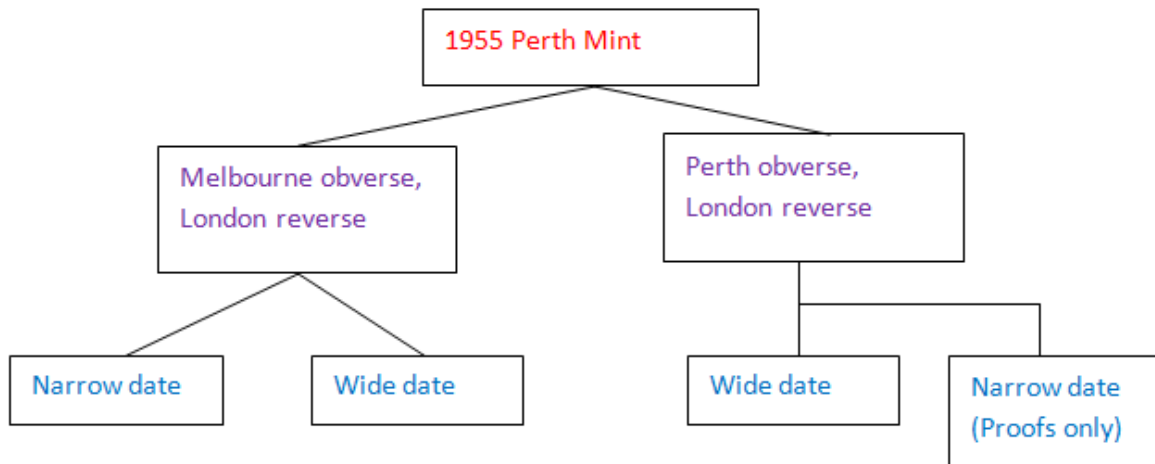 1955 Perth Mint
Melbourne obverse,
London reverse
Perth obverse,
London reverse
Narrow date
Wide date
Wide date
Narrow date
(Proofs only)